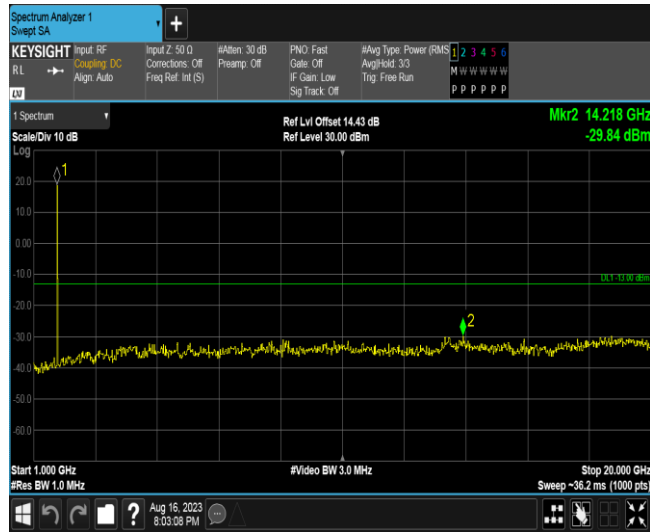 Spectrum Analyzer 1
Swept SA
+
KEYSIGHT
RL
LXI
Input: RF
Coupling: DC
Align: Auto
Input Z: 50 Ω
Corrections: Off
Freq Ref: Int (S)
#Atten: 30 dB
Preamp: Off
PNO: Fast
Gate: Off
IF Gain: Low
Sig Track: Off
#Avg Type: Power (RMS
Avg|Hold: 3/3
Trig: Free Run
1 2 3 4 5 6
M W W W W W
P P P P P P
1 Spectrum
Scale/Div 10 dB
Ref Lvl Offset 14.43 dB
Ref Level 30.00 dBm
Mkr2 14.218 GHz
-29.84 dBm
Log
1
20.0
10.0
0.00
-10.0
DL1 -13.00 dBm
-20.0
2
-30.0
-40.0
-50.0
-60.0
Start 1.000 GHz
#Video BW 3.0 MHz
Stop 20.000 GHz
#Res BW 1.0 MHz
Sweep ~36.2 ms (1000 pts)
?
Aug 16, 2023
8:03:08 PM